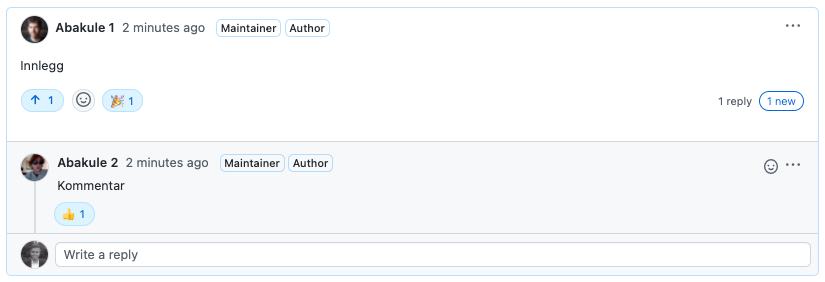 Abakule 1 2 minutes ago Maintainer Author
Innlegg
1 1 1 reply 1 new
Abakule 2 2 minutes ago Maintainer Author
Kommentar
1
Write a reply